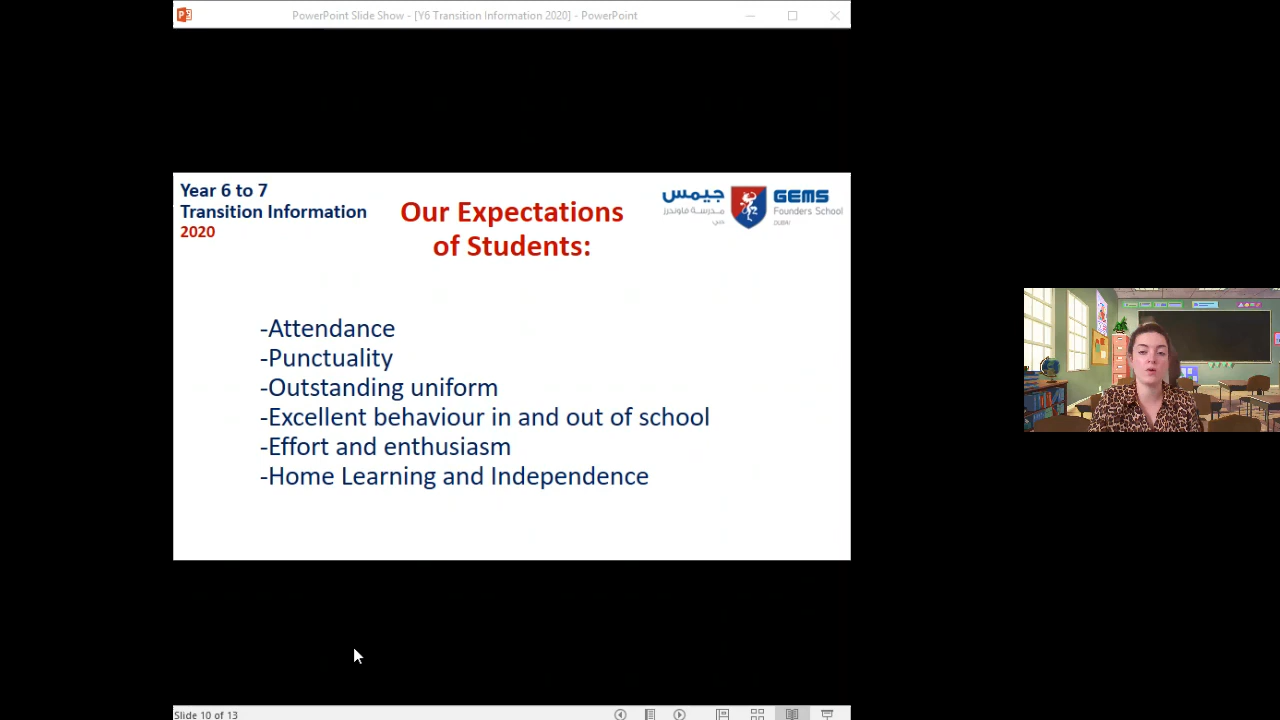 PowerPoint Slide Show - [Y6 Transition Information 2020] - PowerPoint
Year 6 to 7
Transition Information
2020
Our Expectations
of Students:
جيمس
مدرسة فاوندرز
دبي
GEMS
Founders School
DUBAI
-Attendance
-Punctuality
-Outstanding uniform
-Excellent behaviour in and out of school
-Effort and enthusiasm
-Home Learning and Independence
Slide 10 of 13